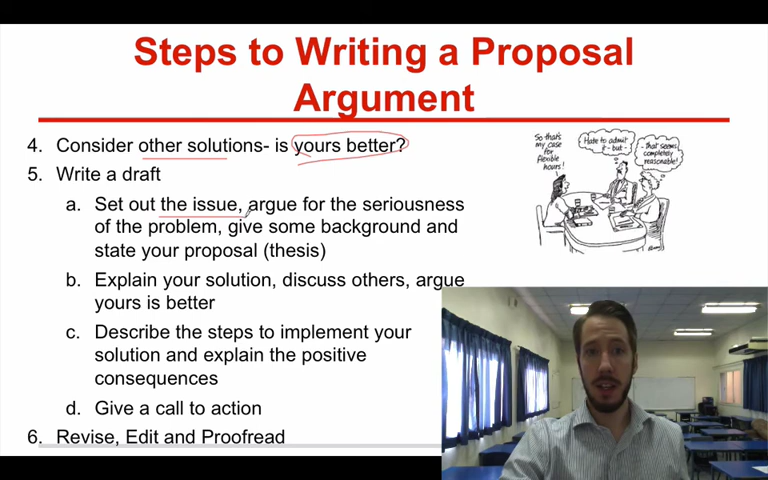 Steps to Writing a Proposal
Argument
4. Consider other solutions- is yours better?
5. Write a draft
a. Set out the issue, argue for the seriousness
of the problem, give some background and
state your proposal (thesis)
b. Explain your solution, discuss others, argue
yours is better
c. Describe the steps to implement your
solution and explain the positive
consequences
d. Give a call to action
6. Revise, Edit and Proofread
So that's
my case
for
flexible
hours!
Hate to admit
it - but -
- that seems
completely
reasonable!